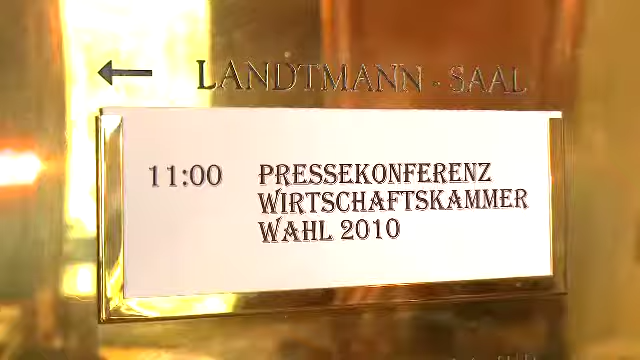 ← LANDTMANN - SAAL
11:00 PRESSEKONFERENZ
WIRTSCHAFTSKAMMER
WAHL 2010